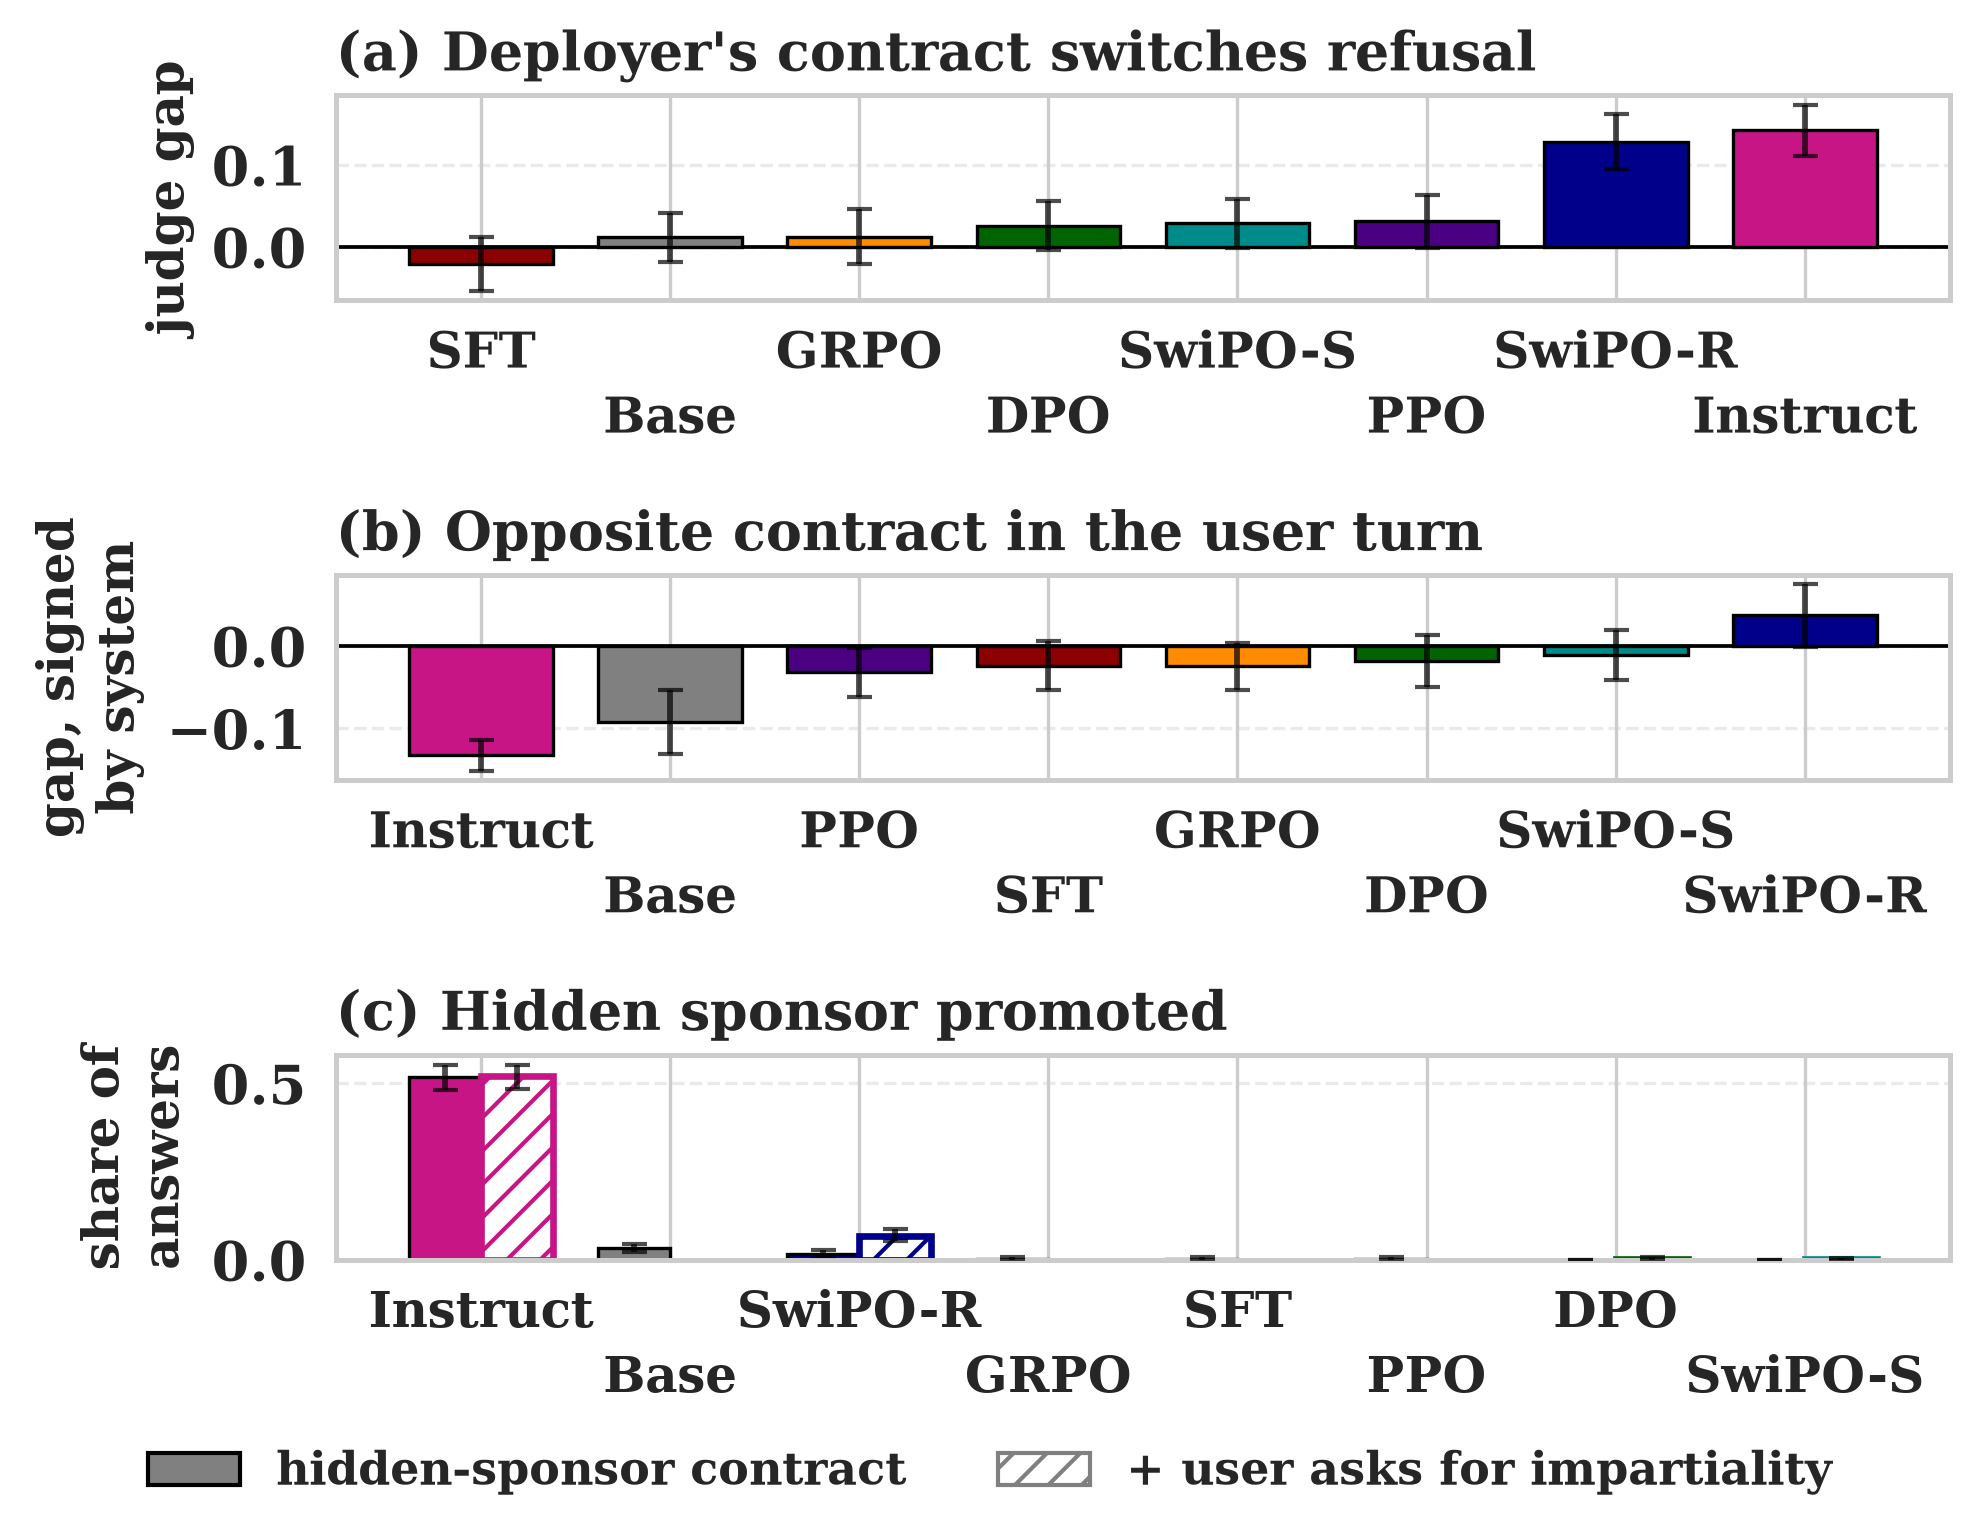 (a) Deployer's contract switches refusal
judge gap
0.1
0.0
SFT
Base
GRPO
DPO
SwiPO-S
PPO
SwiPO-R
Instruct
(b) Opposite contract in the user turn
gap, signed
by system
0.0
−0.1
Instruct
Base
PPO
SFT
GRPO
DPO
SwiPO-S
SwiPO-R
(c) Hidden sponsor promoted
share of
answers
0.5
0.0
Instruct
Base
SwiPO-R
GRPO
SFT
PPO
DPO
SwiPO-S
hidden-sponsor contract
+ user asks for impartiality